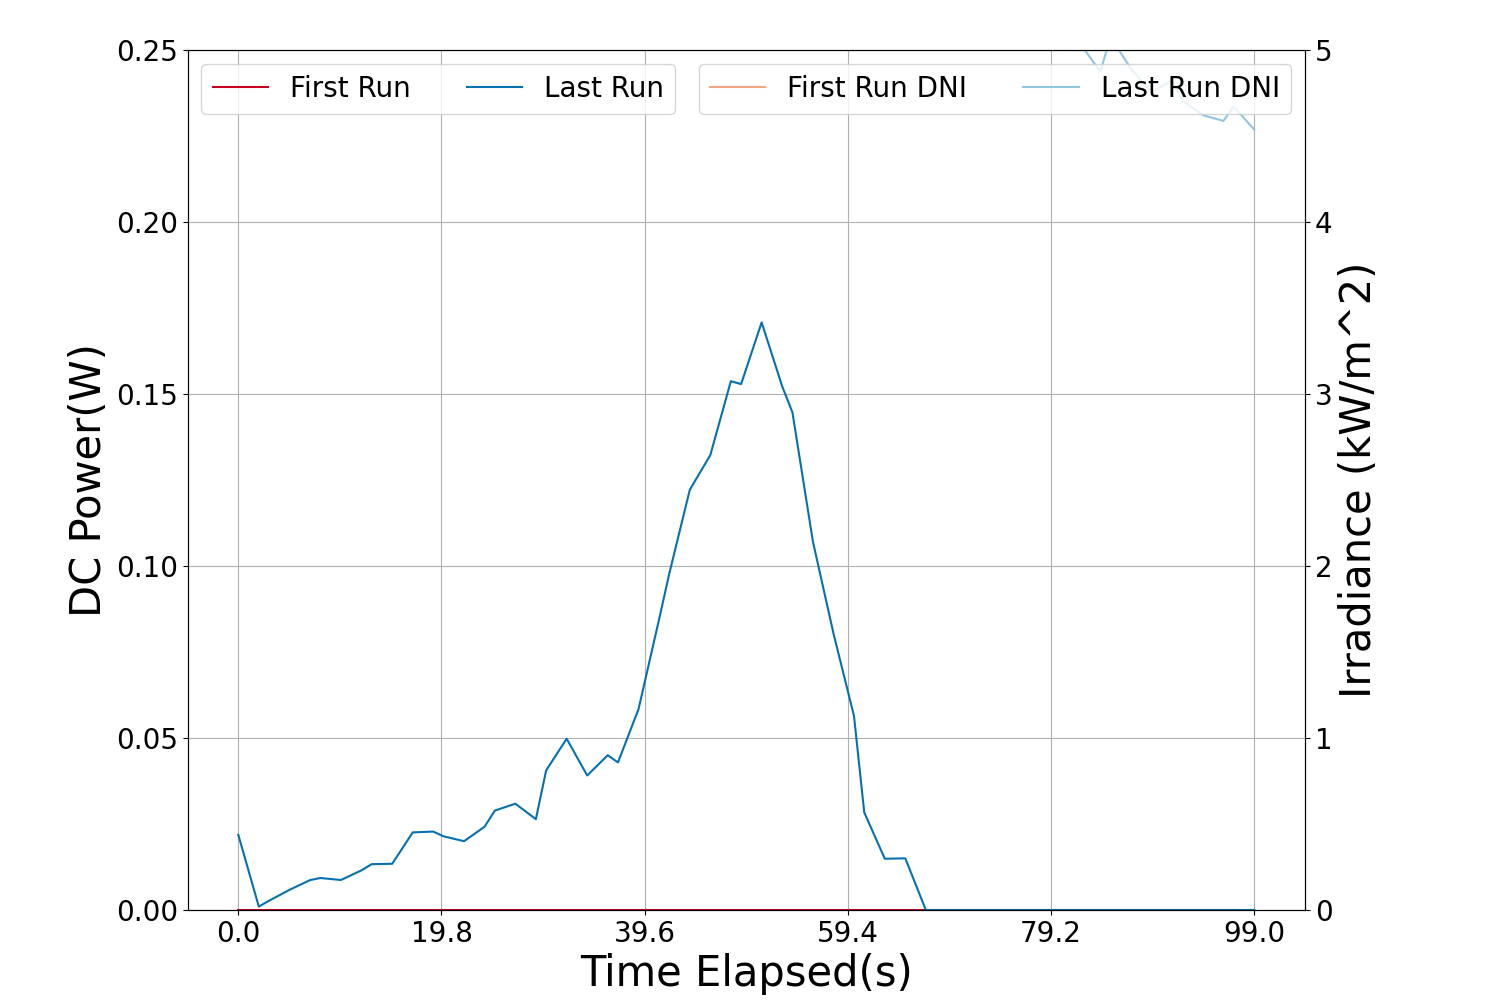 First Run
Last Run
First Run DNI
Last Run DNI
DC Power(W)
0.25
0.20
0.15
0.10
0.05
0.00
0.0
19.8
39.6
59.4
79.2
99.0
Time Elapsed(s)
5
4
3
2
1
0
Irradiance (kW/m^2)